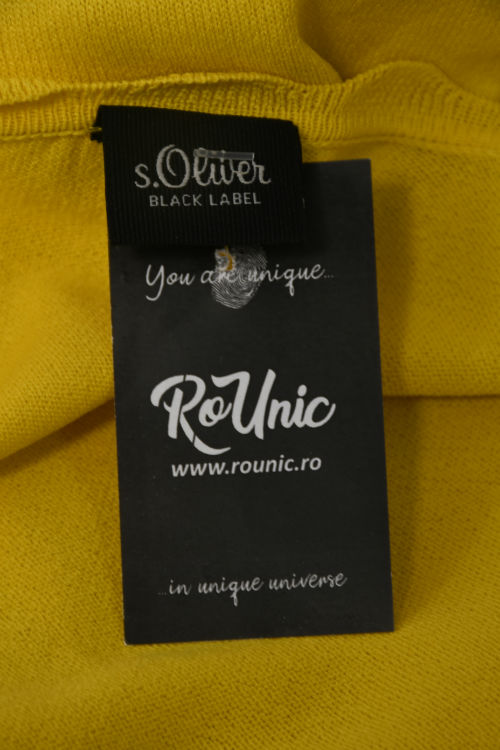 s.Oliver
BLACK LABEL
You are unique...
RoUnic
www.rounic.ro
...in unique universe